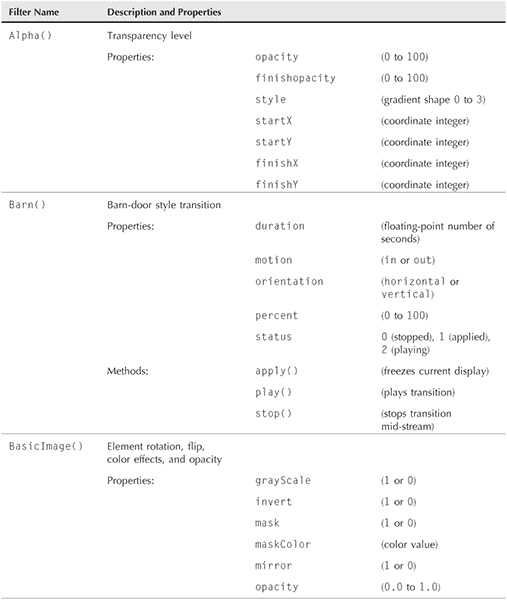 Filter Name Description and Properties
Alpha() Transparency level
Properties: opacity (0 to 100)
finishopacity (0 to 100)
style (gradient shape 0 to 3)
startX (coordinate integer)
startY (coordinate integer)
finishX (coordinate integer)
finishY (coordinate integer)
Barn() Barn-door style transition
Properties: duration (floating-point number of
seconds)
motion (in or out)
orientation (horizontal or
vertical)
percent (0 to 100)
status 0 (stopped), 1 (applied),
2 (playing)
Methods: apply() (freezes current display)
play() (plays transition)
stop() (stops transition
mid-stream)
BasicImage() Element rotation, flip,
color effects, and opacity
Properties: grayScale (1 or 0)
invert (1 or 0)
mask (1 or 0)
maskColor (color value)
mirror (1 or 0)
opacity (0.0 to 1.0)